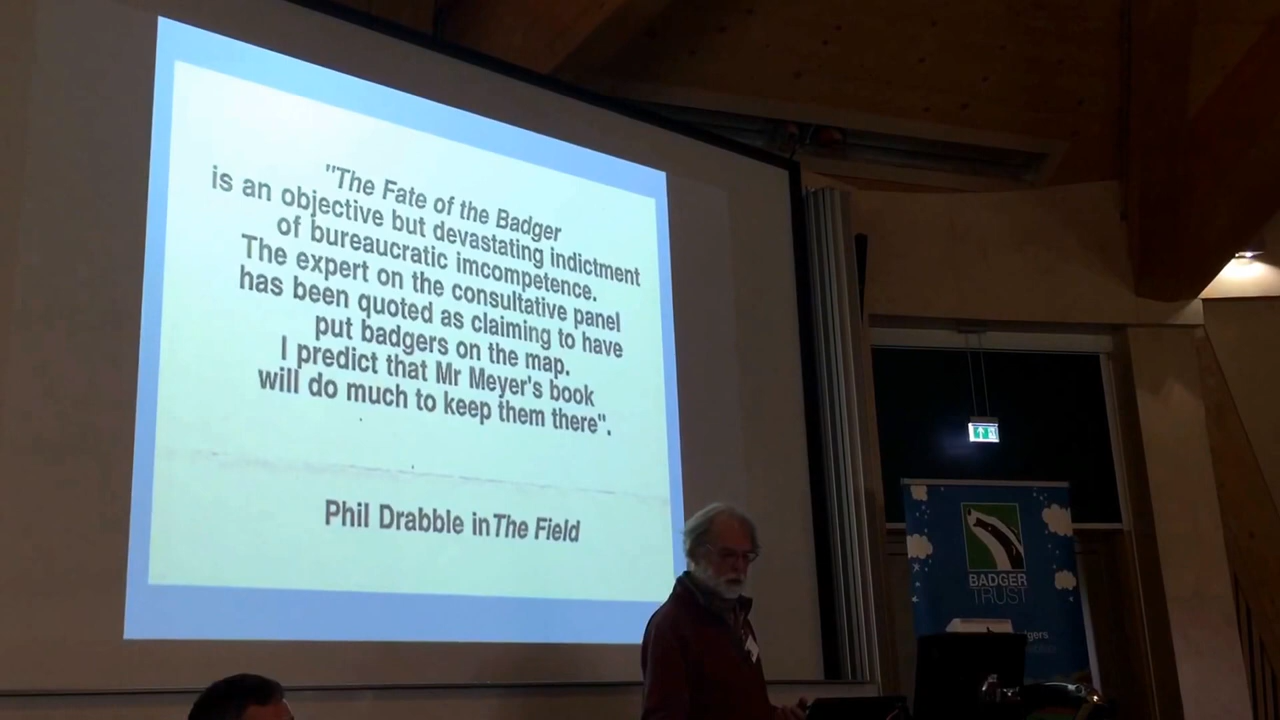 "The Fate of the Badger
is an objective but devastating indictment
of bureaucratic imcompetence.
The expert on the consultative panel
has been quoted as claiming to have
put badgers on the map.
I predict that Mr Meyer's book
will do much to keep them there".
Phil Drabble in The Field
BADGER
TRUST